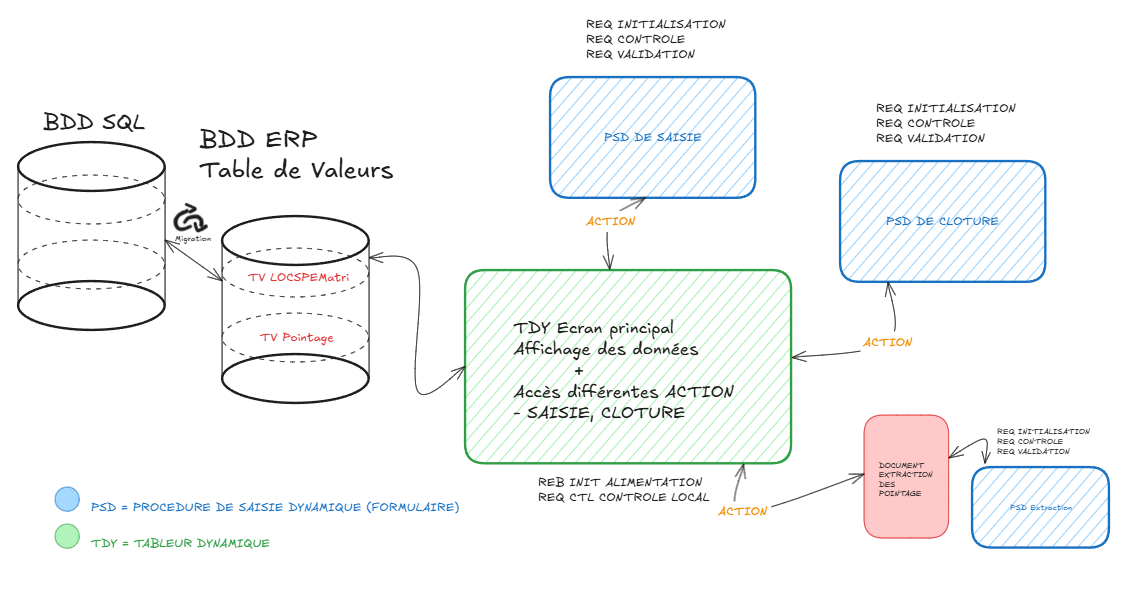 REQ INITIALISATION
REQ CONTROLE
REQ VALIDATION
PSD DE SAISIE
ACTION
REQ INITIALISATION
REQ CONTROLE
REQ VALIDATION
PSD DE CLOTURE
ACTION
BDD SQL
BDD ERP
Table de Valeurs
Migration
TV LOCSPEMatri
TV Pointage
TDY Ecran principal
Affichage des données
+
Accès différentes ACTION
- SAISIE, CLOTURE
REB INIT ALIMENTATION
REQ CTL CONTROLE LOCAL
ACTION
DOCUMENT
EXTRACTION
DES
POINTAGE
REQ INITIALISATION
REQ CONTROLE
REQ VALIDATION
PSD Extraction
PSD = PROCEDURE DE SAISIE DYNAMIQUE (FORMULAIRE)
TDY = TABLEUR DYNAMIQUE